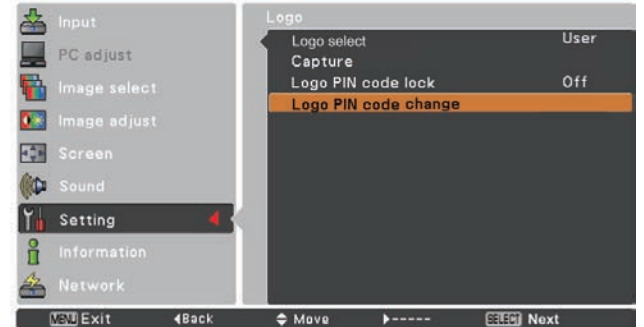 Input
PC adjust
Image select
Image adjust
Screen
Sound
Setting
Information
Network
Logo
Logo select User
Capture
Logo PIN code lock Off
Logo PIN code change
MENU Exit ◀Back Move ▶----- SELECT Next